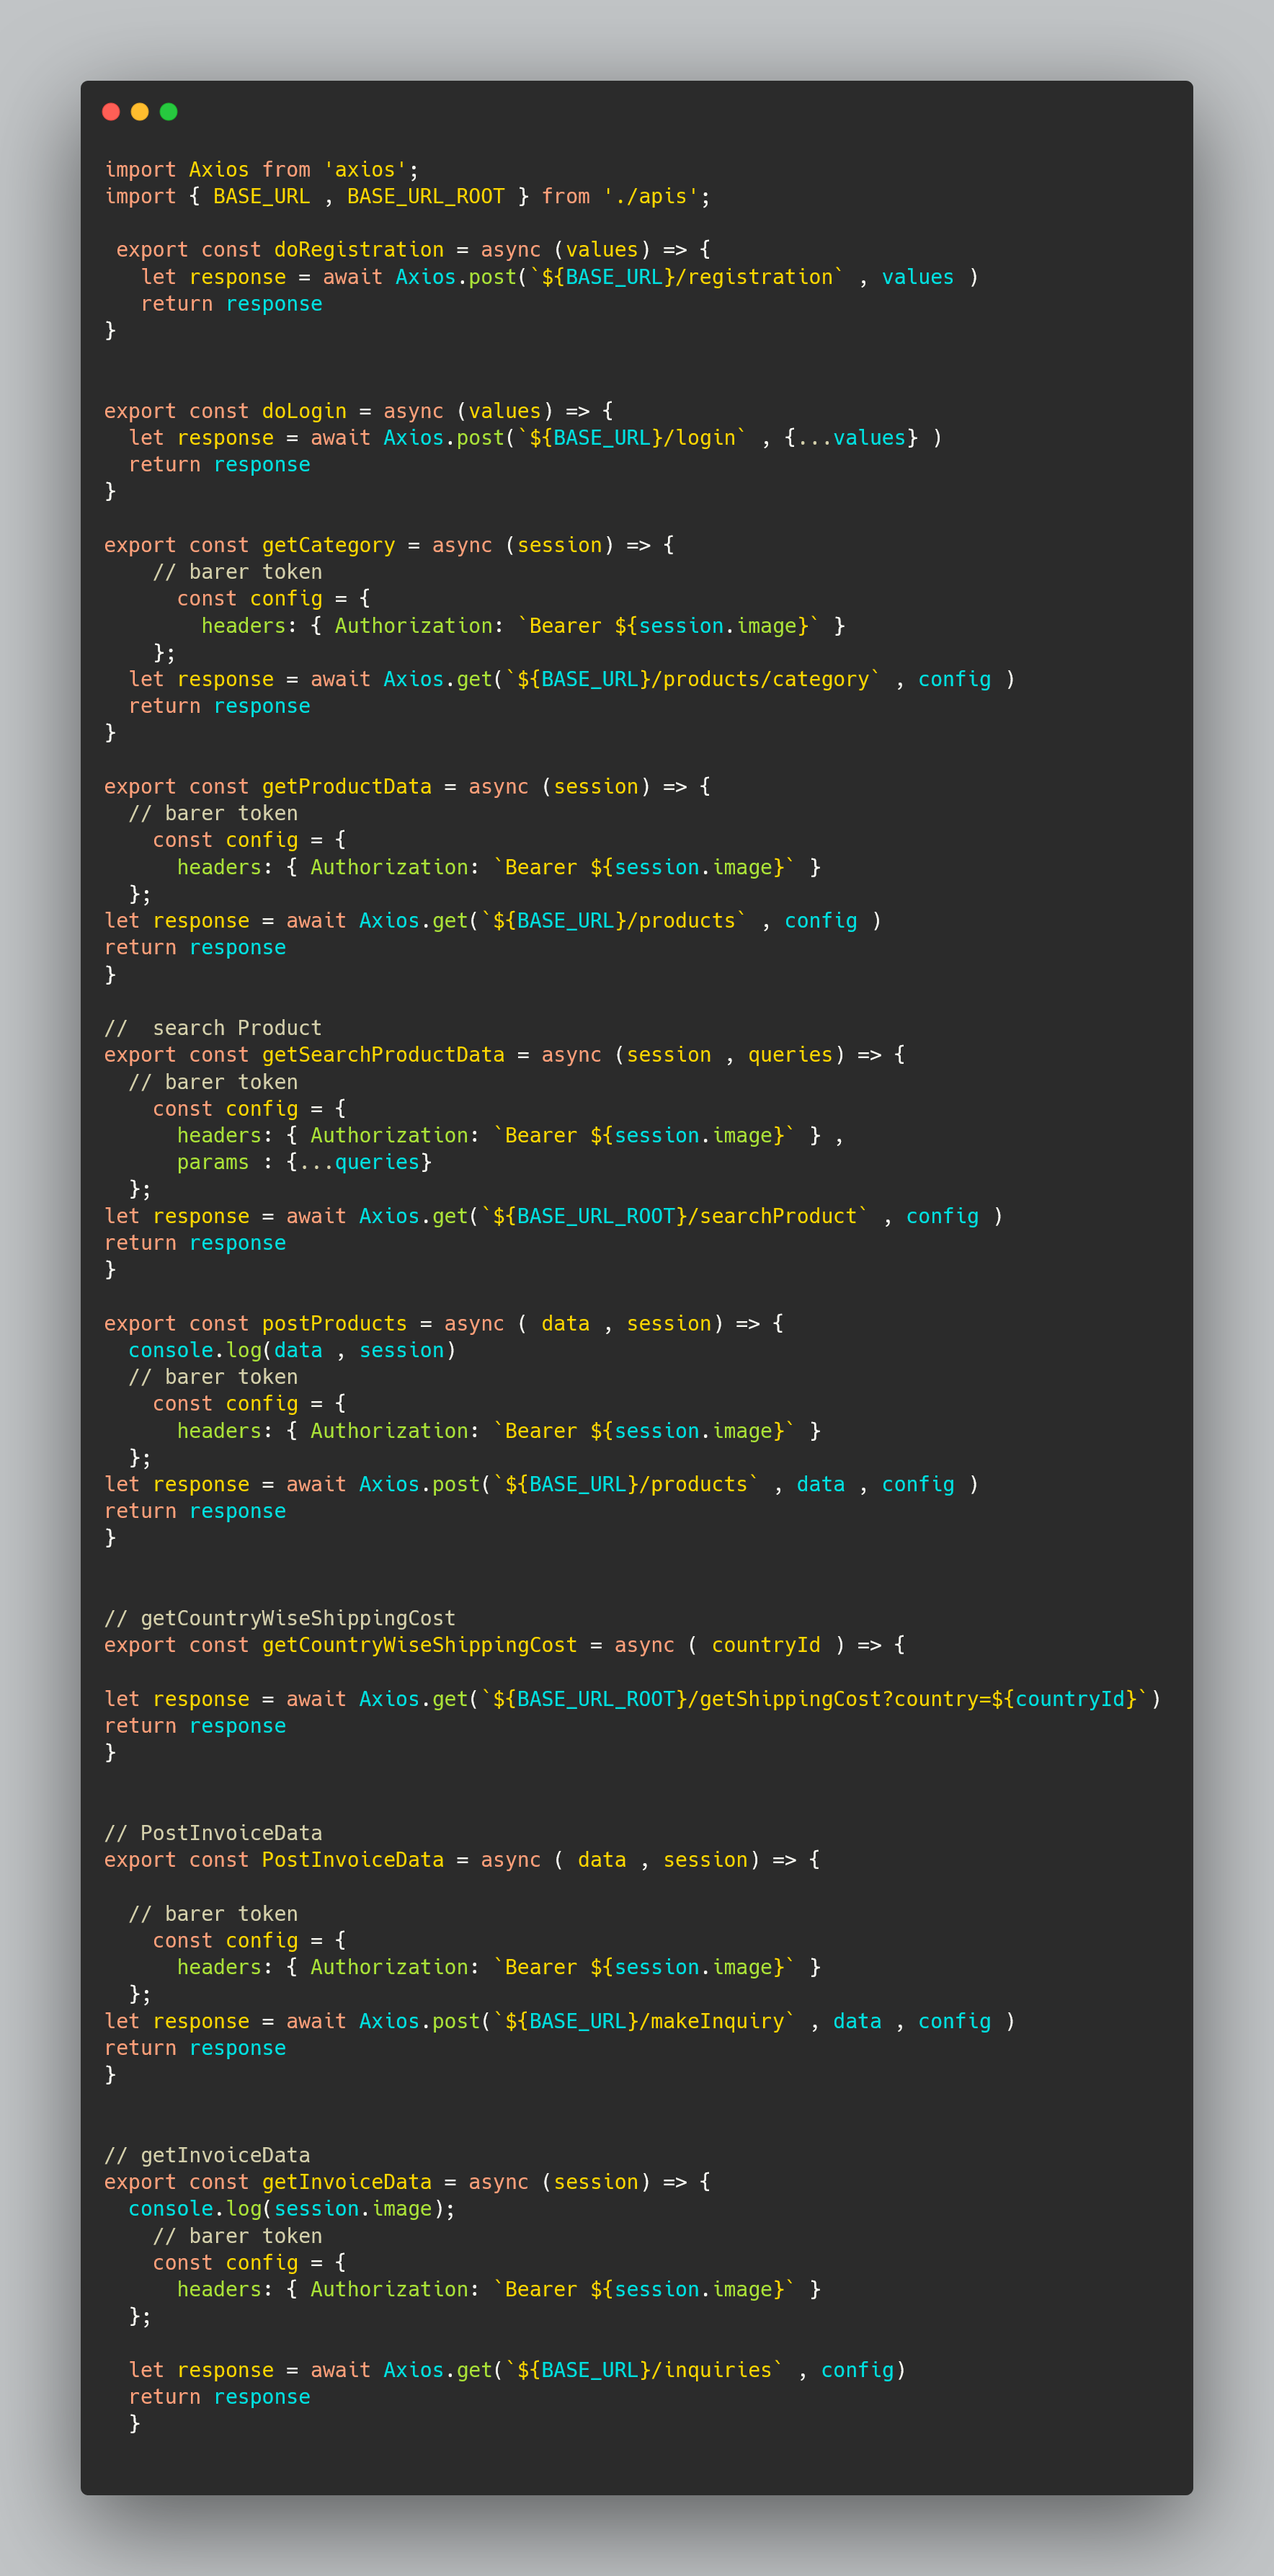 import Axios from 'axios';
import { BASE_URL , BASE_URL_ROOT } from './apis';

 export const doRegistration = async (values) => {
   let response = await Axios.post(`${BASE_URL}/registration` , values )
   return response
}


export const doLogin = async (values) => {
  let response = await Axios.post(`${BASE_URL}/login` , {...values} )
  return response
}

export const getCategory = async (session) => {
    // barer token
      const config = {
        headers: { Authorization: `Bearer ${session.image}` }
    };
  let response = await Axios.get(`${BASE_URL}/products/category` , config )
  return response
}

export const getProductData = async (session) => {
  // barer token
    const config = {
      headers: { Authorization: `Bearer ${session.image}` }
  };
let response = await Axios.get(`${BASE_URL}/products` , config )
return response
}

//  search Product
export const getSearchProductData = async (session , queries) => {
  // barer token
    const config = {
      headers: { Authorization: `Bearer ${session.image}` } ,
      params : {...queries}
  };
let response = await Axios.get(`${BASE_URL_ROOT}/searchProduct` , config )
return response
}

export const postProducts = async ( data , session) => {
  console.log(data , session)
  // barer token
    const config = {
      headers: { Authorization: `Bearer ${session.image}` }
  };
let response = await Axios.post(`${BASE_URL}/products` , data , config )
return response
}


// getCountryWiseShippingCost
export const getCountryWiseShippingCost = async ( countryId ) => {

let response = await Axios.get(`${BASE_URL_ROOT}/getShippingCost?country=${countryId}`)
return response
}


// PostInvoiceData
export const PostInvoiceData = async ( data , session) => {

  // barer token
    const config = {
      headers: { Authorization: `Bearer ${session.image}` }
  };
let response = await Axios.post(`${BASE_URL}/makeInquiry` , data , config )
return response
}


// getInvoiceData
export const getInvoiceData = async (session) => {
  console.log(session.image);
    // barer token
    const config = {
      headers: { Authorization: `Bearer ${session.image}` }
  };

  let response = await Axios.get(`${BASE_URL}/inquiries` , config)
  return response
  }